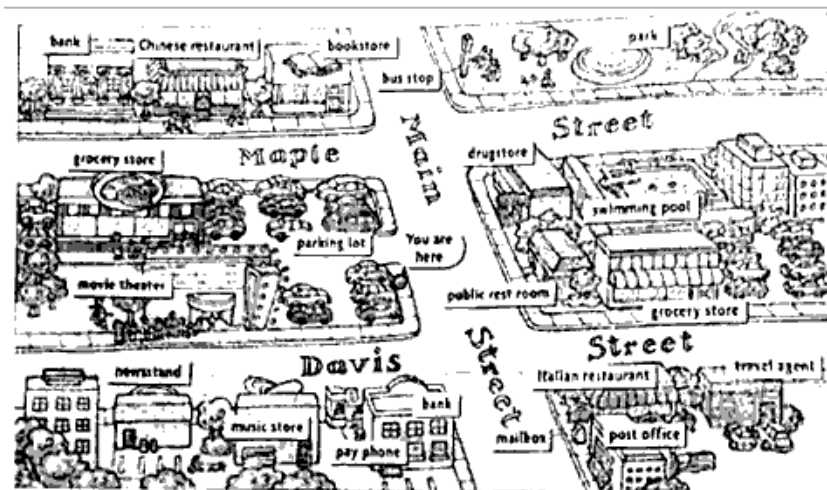 bank
Chinese restaurant
bookstore
park
bus stop
Maple
Main
Street
grocery store
drugstore
swimming pool
parking lot
You are
here
movie theater
public rest room
grocery store
Davis
Street
Street
newsstand
Italian restaurant
travel agent
bank
music store
pay phone
mailbox
post office